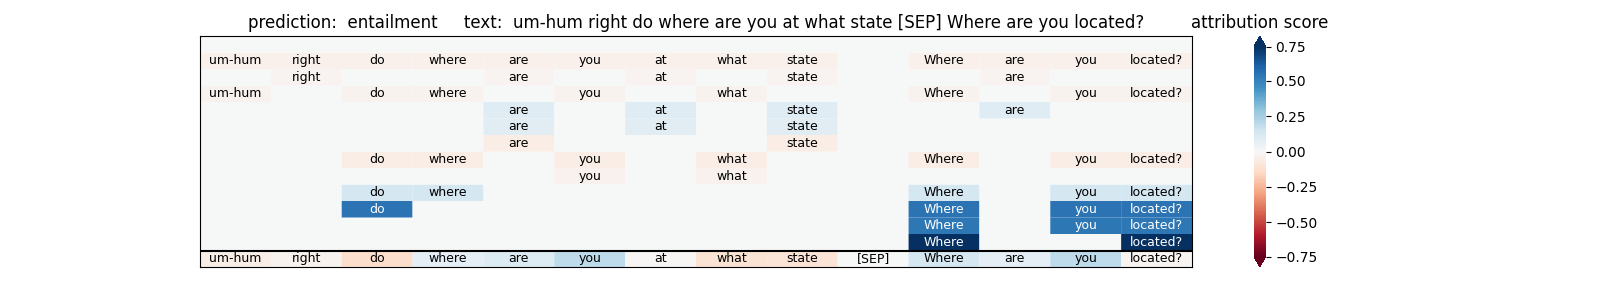 prediction:  entailment     text:  um-hum right do where are you at what state [SEP] Where are you located?     attribution score
um-hum right do where are you at what state Where are you located?
right are at state are
um-hum do where you what Where you located?
are at state are
are at state
are state
do where you what Where you located?
you what
do where Where you located?
do Where you located?
Where you located?
Where located?
um-hum right do where are you at what state [SEP] Where are you located?
0.75
0.50
0.25
0.00
−0.25
−0.50
−0.75